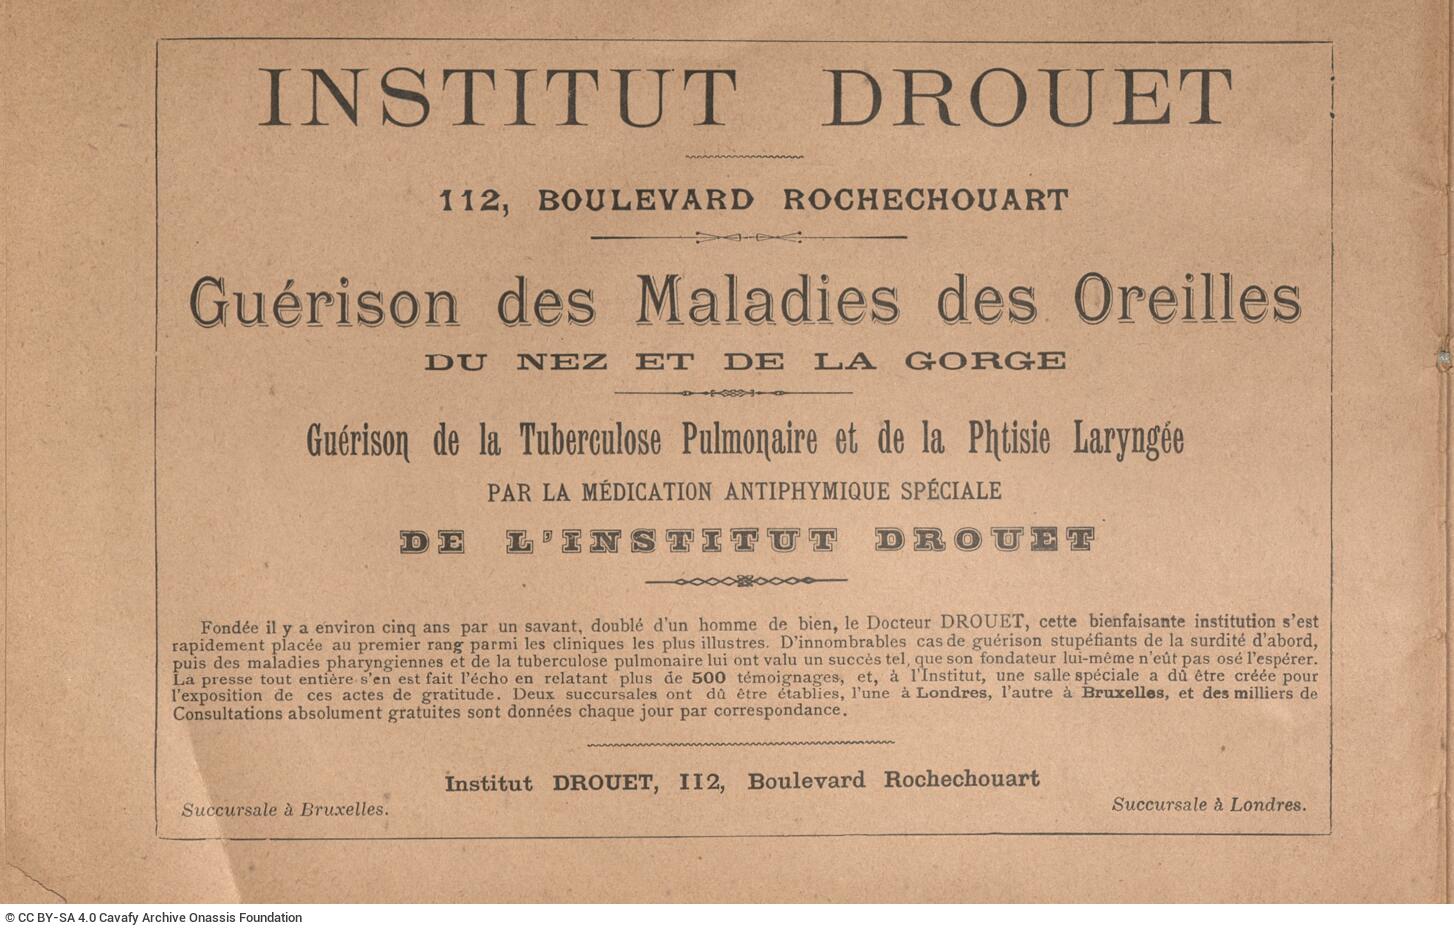 INSTITUT DROUET
112, BOULEVARD ROCHECHOUART
Guérison des Maladies des Oreilles
DU NEZ ET DE LA GORGE
Guérison de la Tuberculose Pulmonaire et de la Phtisie Laryngée
PAR LA MÉDICATION ANTIPHYMIQUE SPÉCIALE
DE L'INSTITUT DROUET
Fondée il y a environ cinq ans par un savant, doublé d'un homme de bien, le Docteur DROUET, cette bienfaisante institution s'est
rapidement placée au premier rang parmi les cliniques les plus illustres. D'innombrables cas de guérison stupéfiants de la surdité d'abord,
puis des maladies pharyngiennes et de la tuberculose pulmonaire lui ont valu un succès tel, que son fondateur lui-même n'eût pas osé l'espérer.
La presse tout entière s'en est fait l'écho en relatant plus de 500 témoignages, et, à l'Institut, une salle spéciale a dû être créée pour
l'exposition de ces actes de gratitude. Deux succursales ont dû être établies, l'une à Londres, l'autre à Bruxelles, et des milliers de
Consultations absolument gratuites sont données chaque jour par correspondance.
Institut DROUET, 112, Boulevard Rochechouart
Succursale à Bruxelles.
Succursale à Londres.
© CC BY-SA 4.0 Cavafy Archive Onassis Foundation